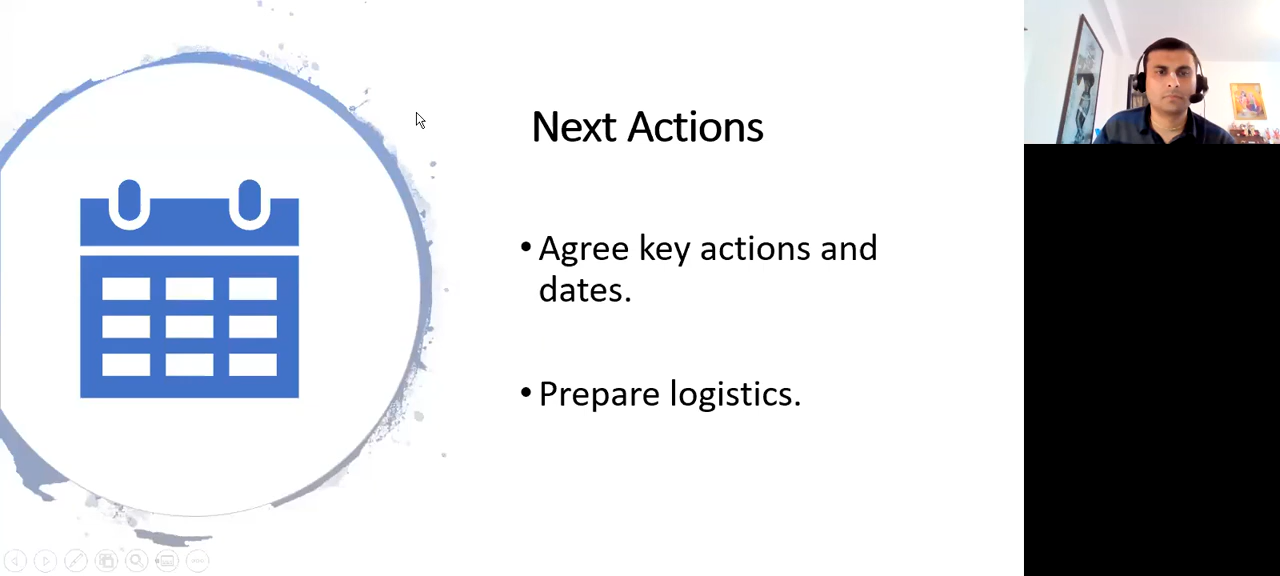 Next Actions
• Agree key actions and
dates.
• Prepare logistics.